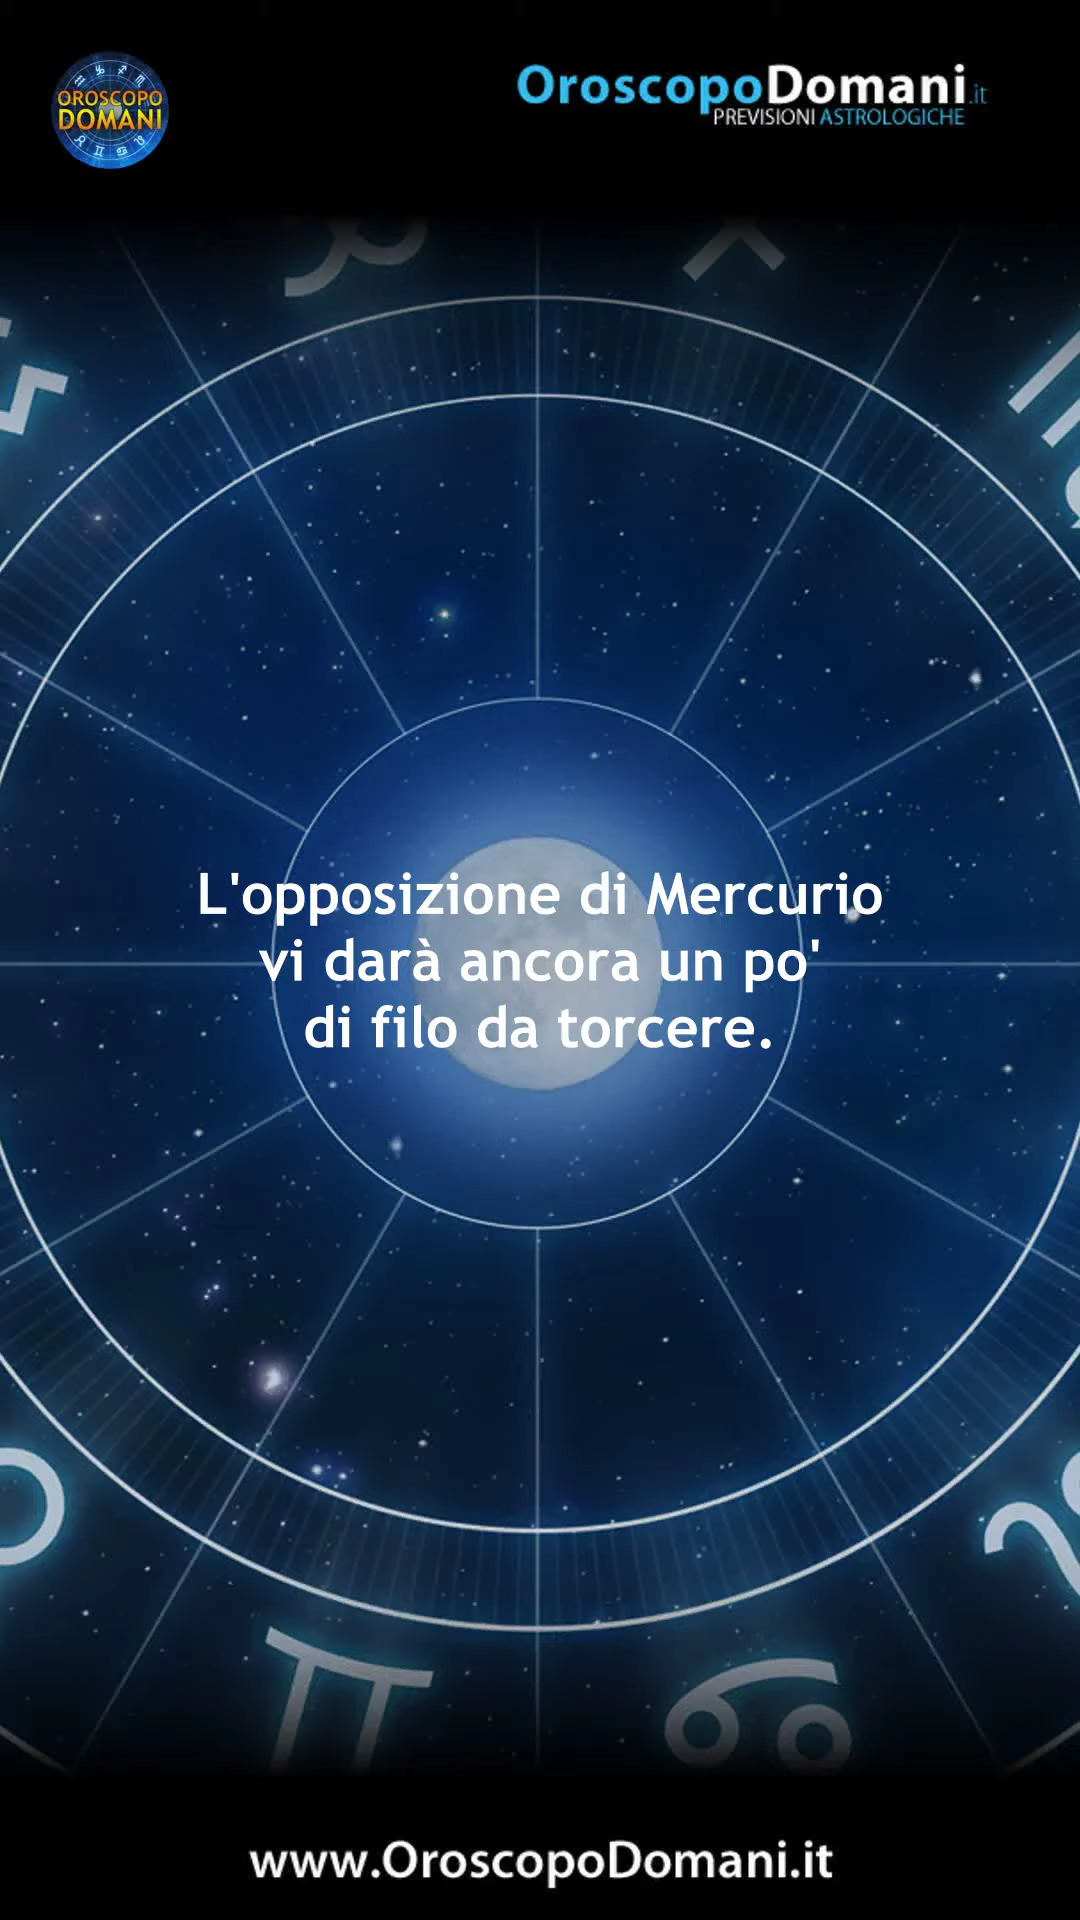 OROSCOPO
DOMANI
OroscopoDomani.it
PREVISIONI ASTROLOGICHE
L'opposizione di Mercurio
vi darà ancora un po'
di filo da torcere.
www.OroscopoDomani.it